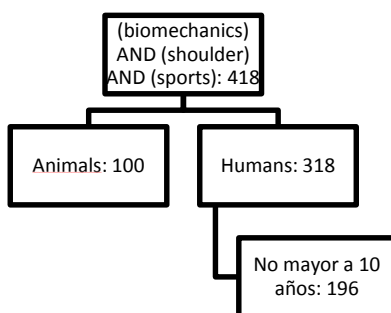 (biomechanics)
AND (shoulder)
AND (sports): 418
Animals: 100
Humans: 318
No mayor a 10
años: 196